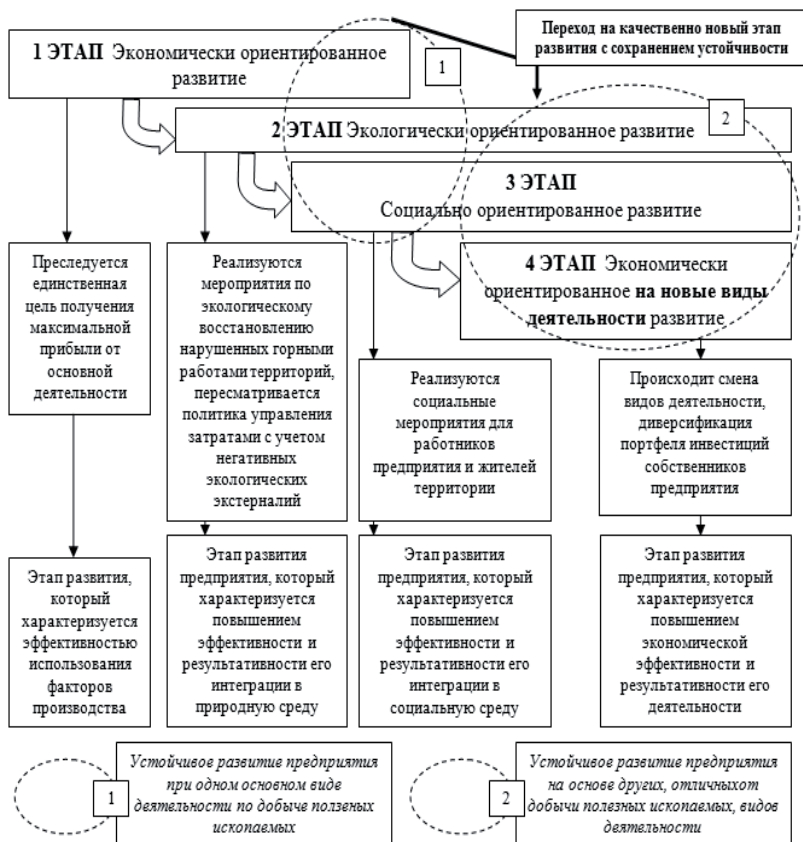 Переход на качественно новый этап
развития с сохранением устойчивости
1 ЭТАП Экономически ориентированное
развитие
1
2
2 ЭТАП Экологически ориентированное развитие
3 ЭТАП
Социально ориентированное развитие
4 ЭТАП Экономически
ориентированное на новые виды
деятельности развитие
Преследуется
единственная
цель получения
максимальной
прибыли от
основной
деятельности
Реализуются
мероприятия по
экологическому
восстановлению
нарушенных горными
работами территорий,
пересматривается
политика управления
затратами с учетом
негативных
экологических
экстерналий
Реализуются
социальные
мероприятия для
работников
предприятия и жителей
территории
Происходит смена
видов деятельности,
диверсификация
портфеля инвестиций
собственников
предприятия
Этап развития,
который
характеризуется
эффективностью
использования
факторов
производства
Этап развития
предприятия, который
характеризуется
повышением
эффективности и
результативности его
интеграции в
природную среду
Этап развития
предприятия, который
характеризуется
повышением
эффективности и
результативности его
интеграции в
социальную среду
Этап развития
предприятия, который
характеризуется
повышением
экономической
эффективности и
результативности его
деятельности
1
Устойчивое развитие предприятия
при одном основном виде
деятельности по добыче ползеных
ископаемых
2
Устойчивое развитие предприятия
на основе других, отличныхот
добычи полезных ископаемых, видов
деятельности